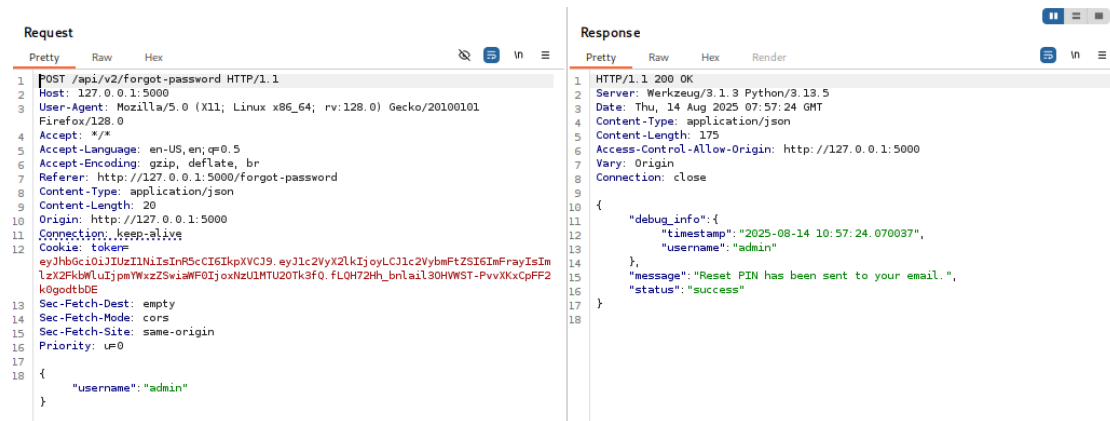 Request
Pretty Raw Hex
\n
1 POST /api/v2/forgot-password HTTP/1.1
2 Host: 127.0.0.1:5000
3 User-Agent: Mozilla/5.0 (X11; Linux x86_64; rv:128.0) Gecko/20100101
Firefox/128.0
4 Accept: */*
5 Accept-Language: en-US,en;q=0.5
6 Accept-Encoding: gzip, deflate, br
7 Referer: http://127.0.0.1:5000/forgot-password
8 Content-Type: application/json
9 Content-Length: 20
10 Origin: http://127.0.0.1:5000
11 Connection: keep-alive
12 Cookie: token=
eyJhbGciOiJIUzI1NiIsInR5cCI6IkpXVCJ9.eyJ1c2VyX2lkIjoyLCJ1c2VybmFtZSI6ImFrayIsIm
lzX2FkbWluIjpmYWxzZSwiaWF0IjoxNzU1MTU2OTk3fQ.fLQH72Hh_bnlail3OHVWST-PvvXKxCpFF2
k0godtbDE
13 Sec-Fetch-Dest: empty
14 Sec-Fetch-Mode: cors
15 Sec-Fetch-Site: same-origin
16 Priority: u=0
17
18 {
"username":"admin"
}
Response
Pretty Raw Hex Render
\n
1 HTTP/1.1 200 OK
2 Server: Werkzeug/3.1.3 Python/3.13.5
3 Date: Thu, 14 Aug 2025 07:57:24 GMT
4 Content-Type: application/json
5 Content-Length: 175
6 Access-Control-Allow-Origin: http://127.0.0.1:5000
7 Vary: Origin
8 Connection: close
9
10 {
11 "debug_info":{
12 "timestamp":"2025-08-14 10:57:24.070037",
13 "username":"admin"
14 },
15 "message":"Reset PIN has been sent to your email.",
16 "status":"success"
17 }
18